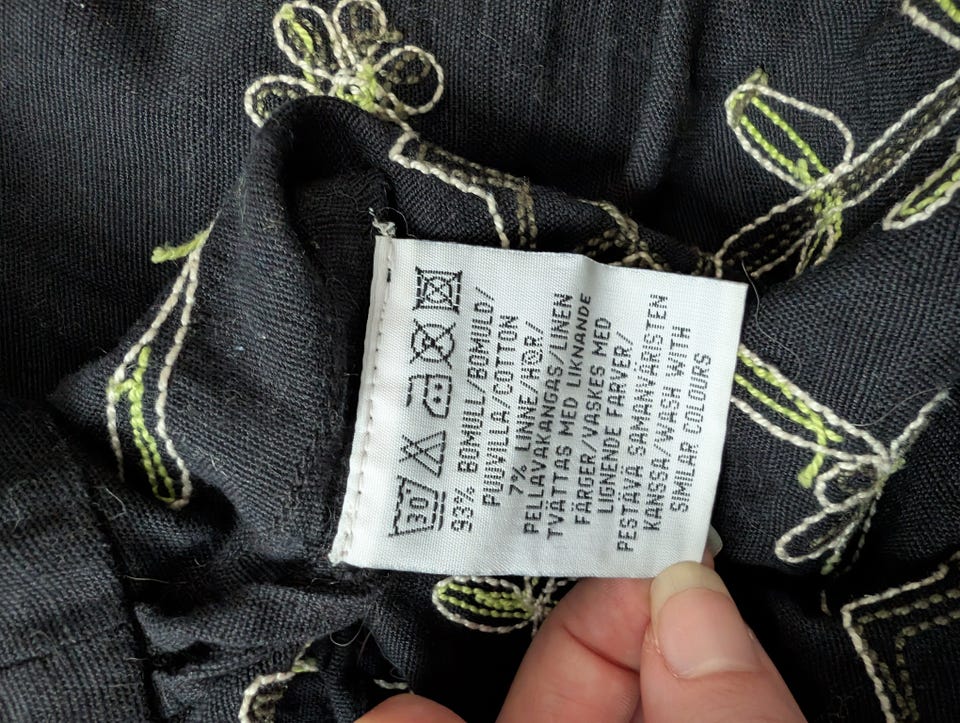 30
93% BOMULL/BOMULD/
PUUVILLA/COTTON
7% LINNE/HØR/
PELLAVAKANGAS/LINEN
TVÄTTAS MED LIKNANDE
FÄRGER/VASKES MED
LIGNENDE FARVER/
PESTÄVÄ SAMANVÄRISTEN
KANSSA/WASH WITH
SIMILAR COLOURS